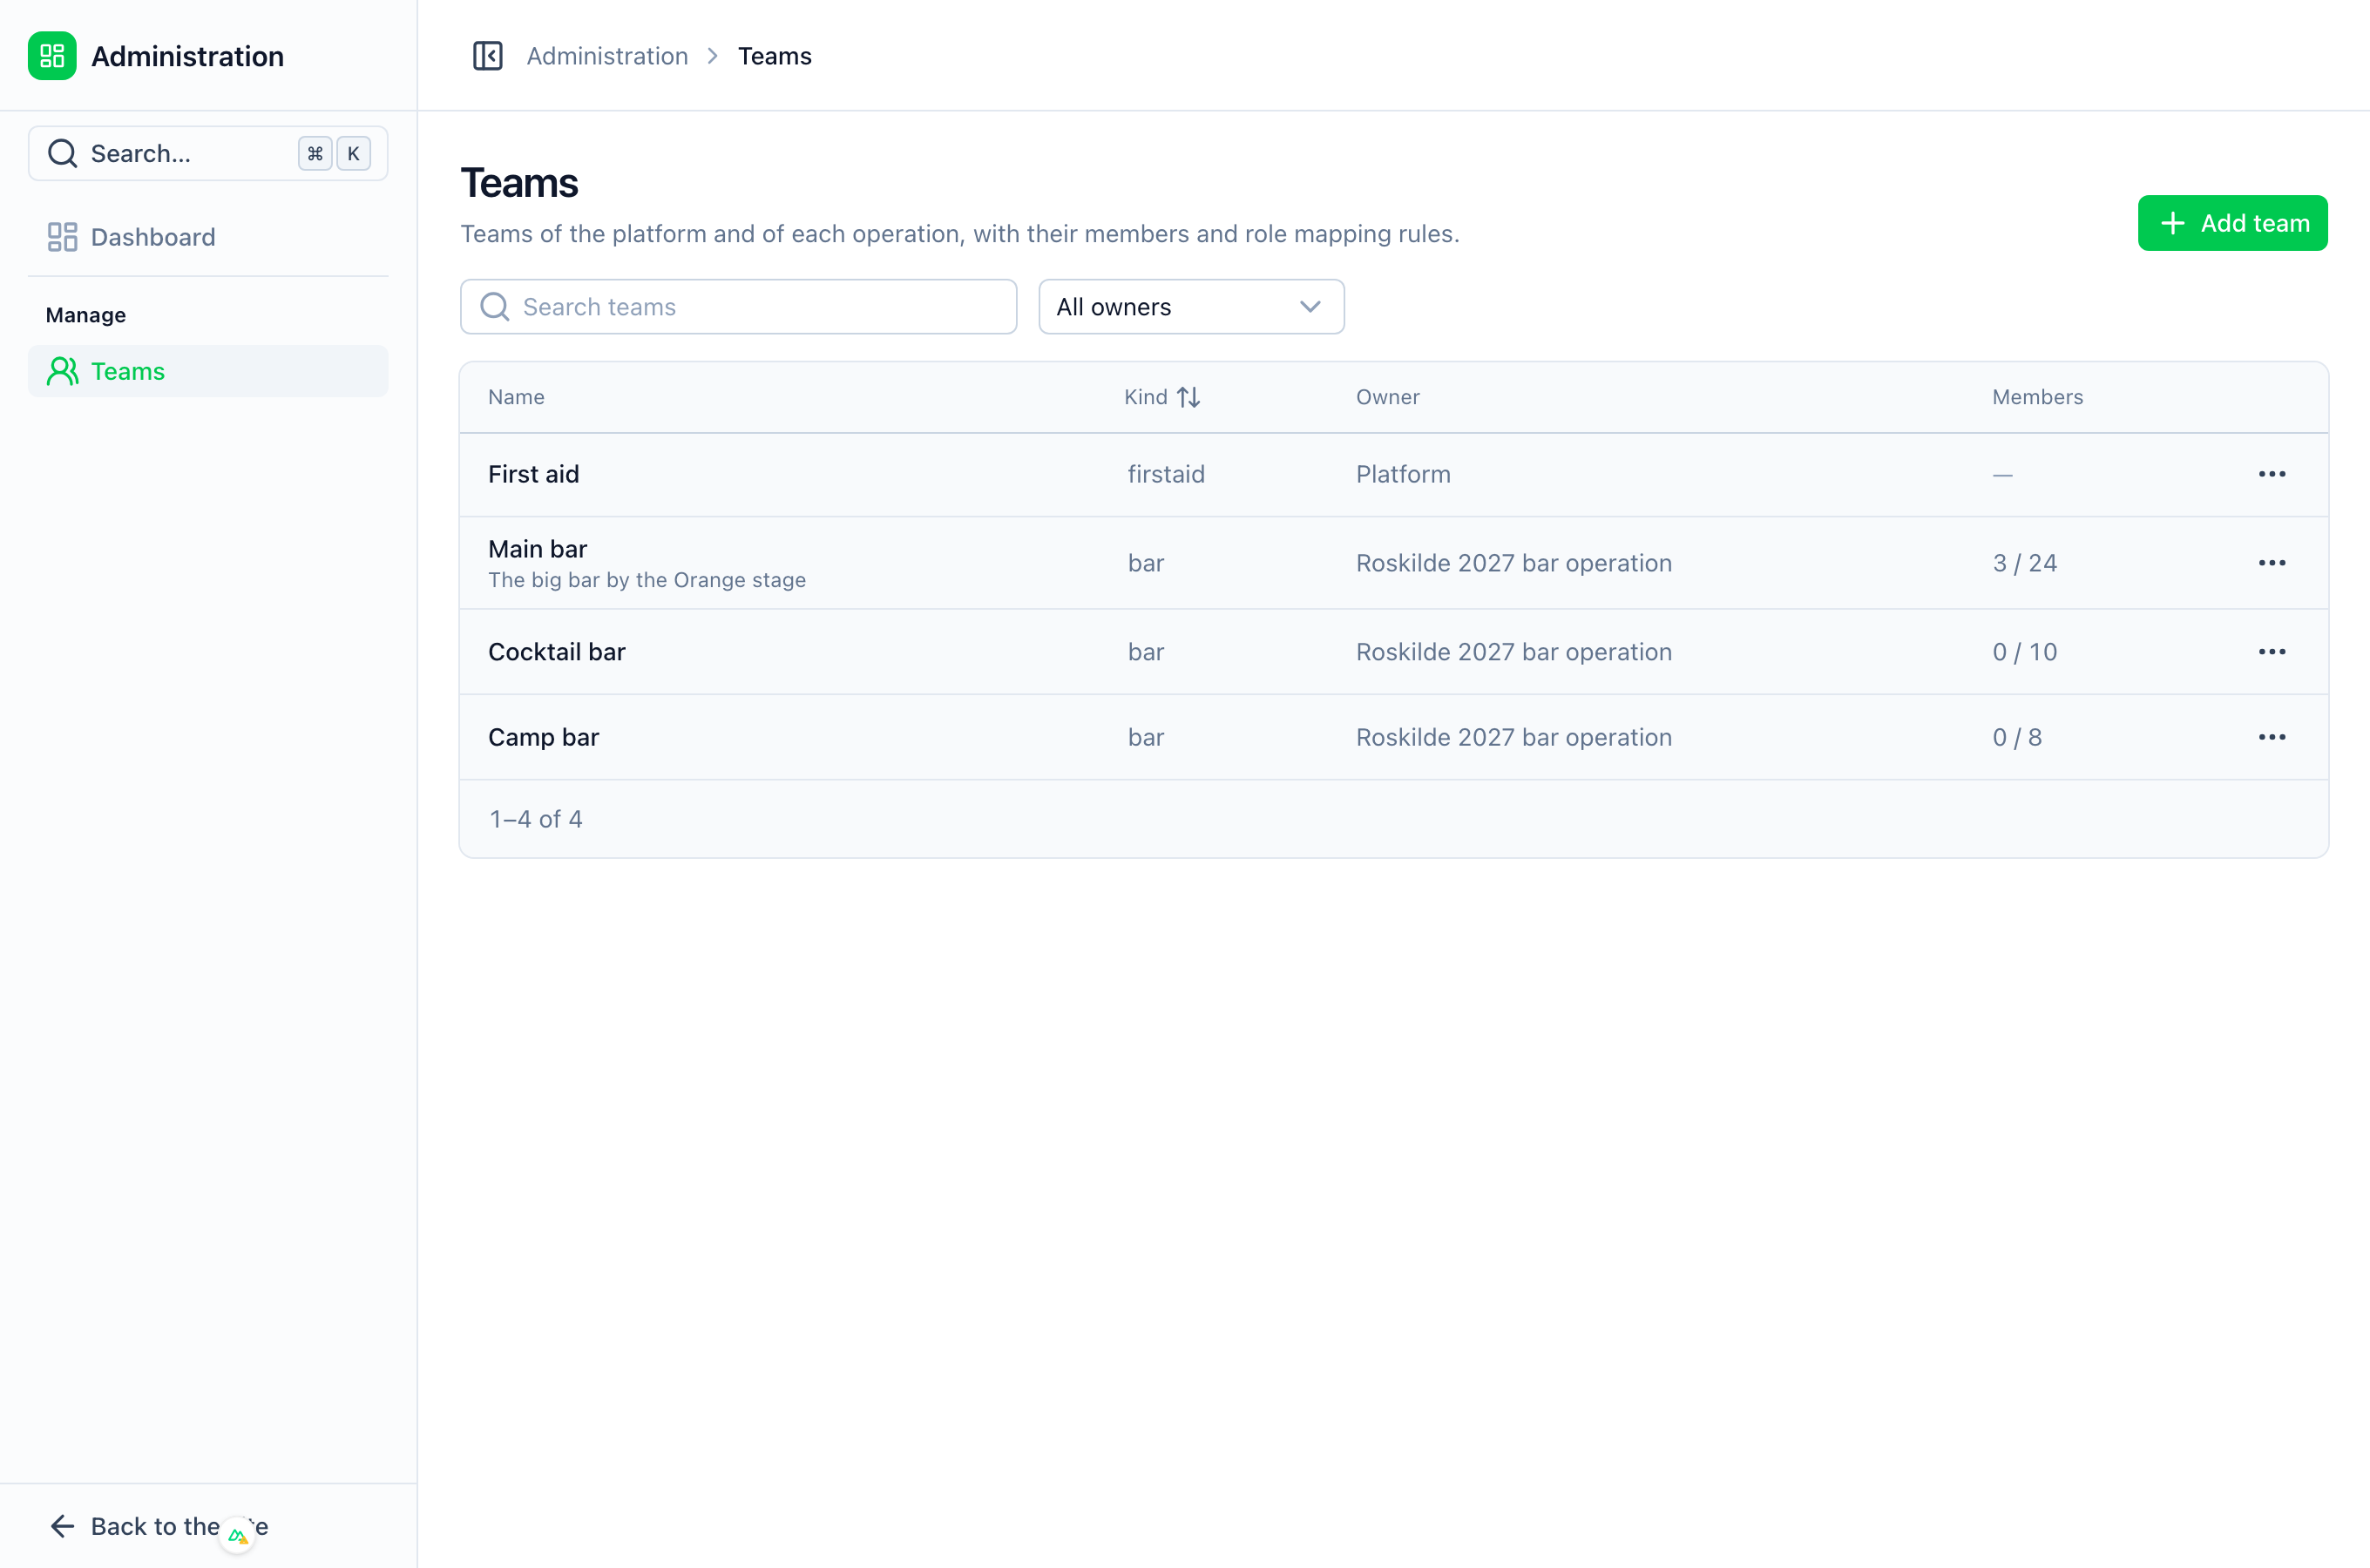 Administration
Administration > Teams
Search... ⌘ K
Dashboard
Manage
Teams
Teams
Teams of the platform and of each operation, with their members and role mapping rules.
+ Add team
Search teams
All owners
Name Kind Owner Members
First aid firstaid Platform —
Main bar bar Roskilde 2027 bar operation 3 / 24
The big bar by the Orange stage
Cocktail bar bar Roskilde 2027 bar operation 0 / 10
Camp bar bar Roskilde 2027 bar operation 0 / 8
1–4 of 4
Back to the